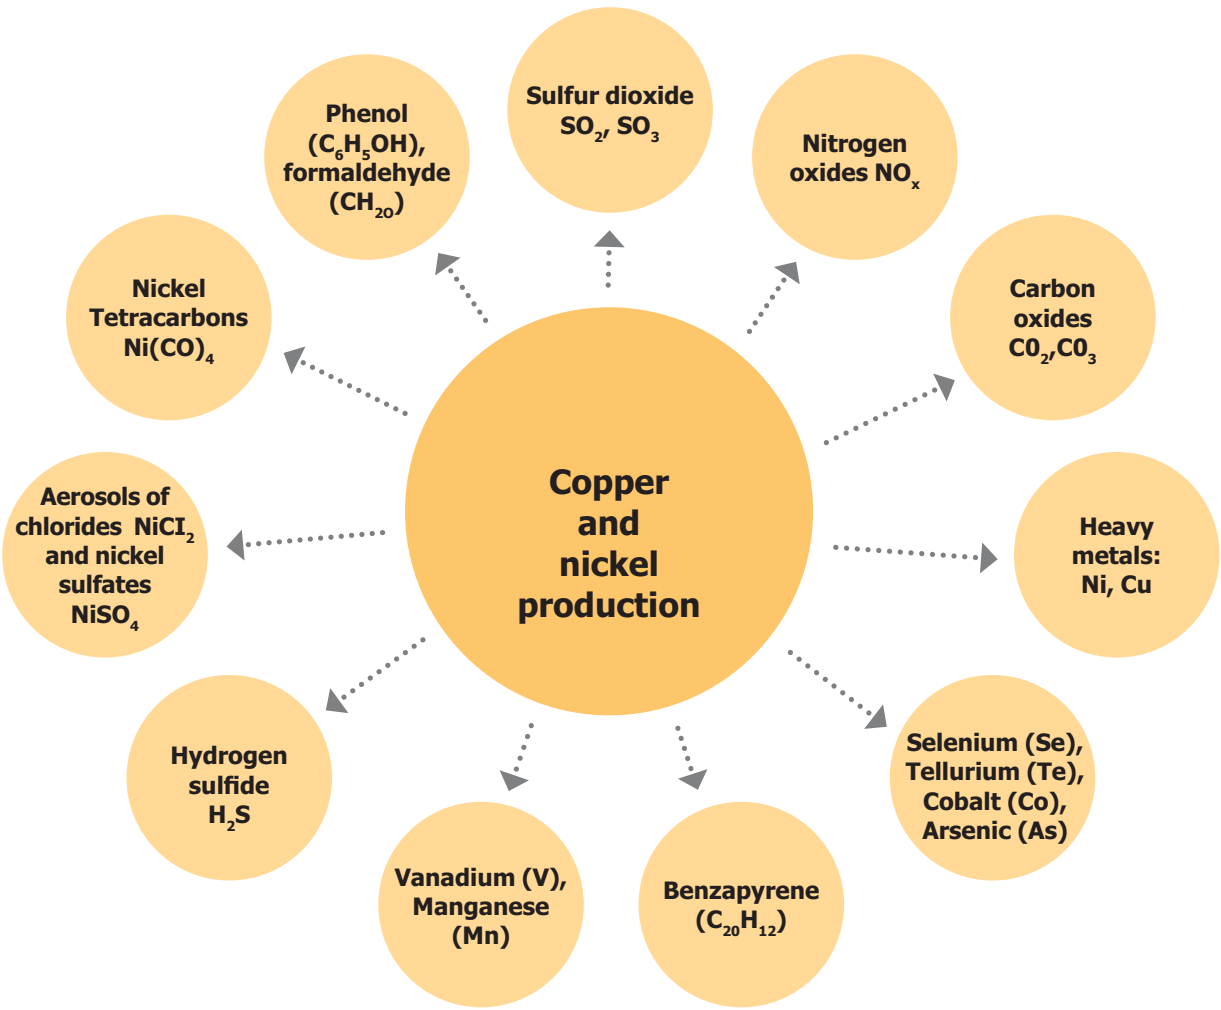 Sulfur dioxide
SO₂, SO₃
Nitrogen
oxides NOₓ
Carbon
oxides
C0₂,C0₃
Heavy
metals:
Ni, Cu
Selenium (Se),
Tellurium (Te),
Cobalt (Co),
Arsenic (As)
Benzapyrene
(C₂₀H₁₂)
Vanadium (V),
Manganese
(Mn)
Hydrogen
sulfide
H₂S
Aerosols of
chlorides NiCI₂
and nickel
sulfates
NiSO₄
Nickel
Tetracarbons
Ni(CO)₄
Phenol
(C₆H₅OH),
formaldehyde
(CH₂₀)
Copper
and
nickel
production